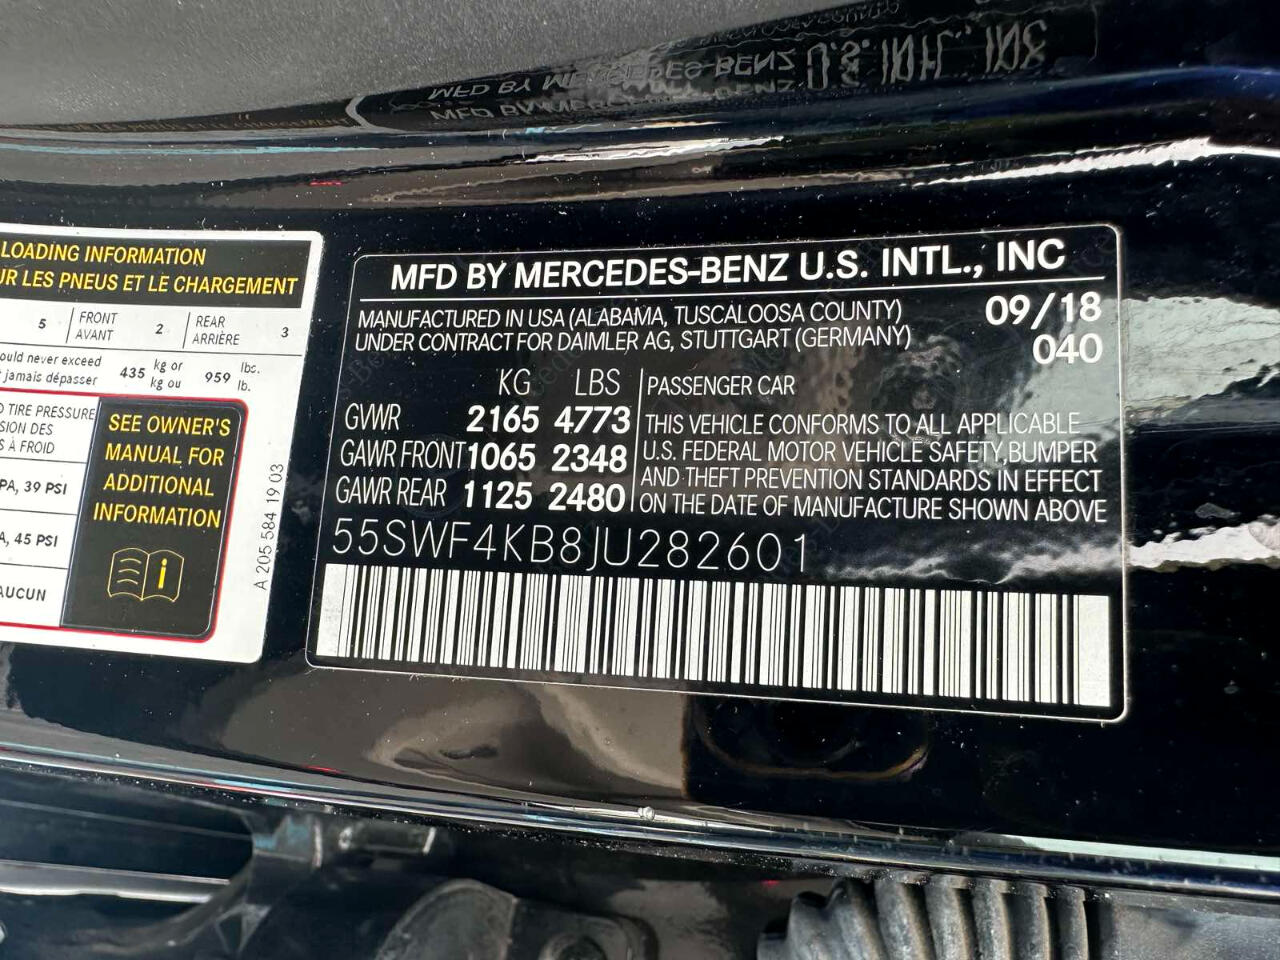 LOADING INFORMATION
UR LES PNEUS ET LE CHARGEMENT
5 FRONT AVANT 2 REAR ARRIÈRE 3
ould never exceed
jamais dépasser 435 kg or kg ou 959 lbs. lb.
TIRE PRESSURE
SION DES
S À FROID
PA, 39 PSI
A, 45 PSI
AUCUN
SEE OWNER'S
MANUAL FOR
ADDITIONAL
INFORMATION
A 205 584 19 03
MFD BY MERCEDES-BENZ U.S. INTL., INC
MANUFACTURED IN USA (ALABAMA, TUSCALOOSA COUNTY) 09/18
UNDER CONTRACT FOR DAIMLER AG, STUTTGART (GERMANY) 040
KG LBS PASSENGER CAR
GVWR 2165 4773
GAWR FRONT 1065 2348
GAWR REAR 1125 2480
THIS VEHICLE CONFORMS TO ALL APPLICABLE
U.S. FEDERAL MOTOR VEHICLE SAFETY, BUMPER
AND THEFT PREVENTION STANDARDS IN EFFECT
ON THE DATE OF MANUFACTURE SHOWN ABOVE
55SWF4KB8JU282601